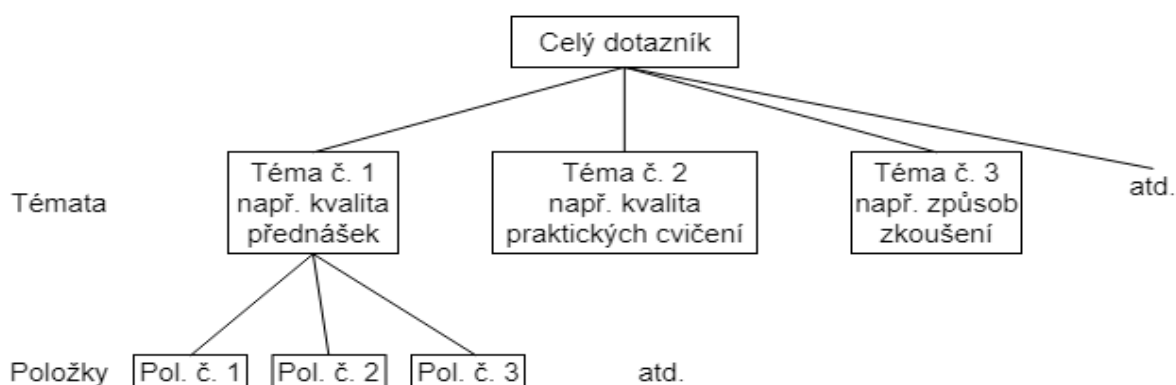 Celý dotazník
Témata
Téma č. 1
např. kvalita
přednášek
Téma č. 2
např. kvalita
praktických cvičení
Téma č. 3
např. způsob
zkoušení
atd.
Položky
Pol. č. 1
Pol. č. 2
Pol. č. 3
atd.